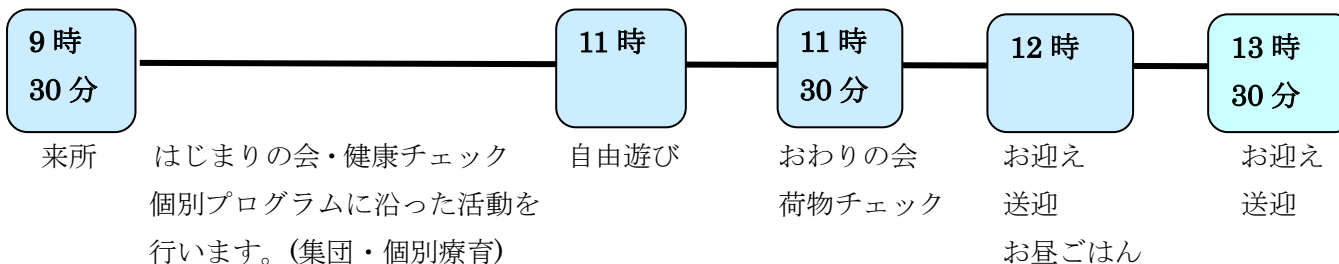 9時
30分
11時
11時
30分
12時
13時
30分
来所
はじまりの会・健康チェック
個別プログラムに沿った活動を
行います。(集団・個別療育)
自由遊び
おわりの会
荷物チェック
お迎え
送迎
お昼ごはん
お迎え
送迎